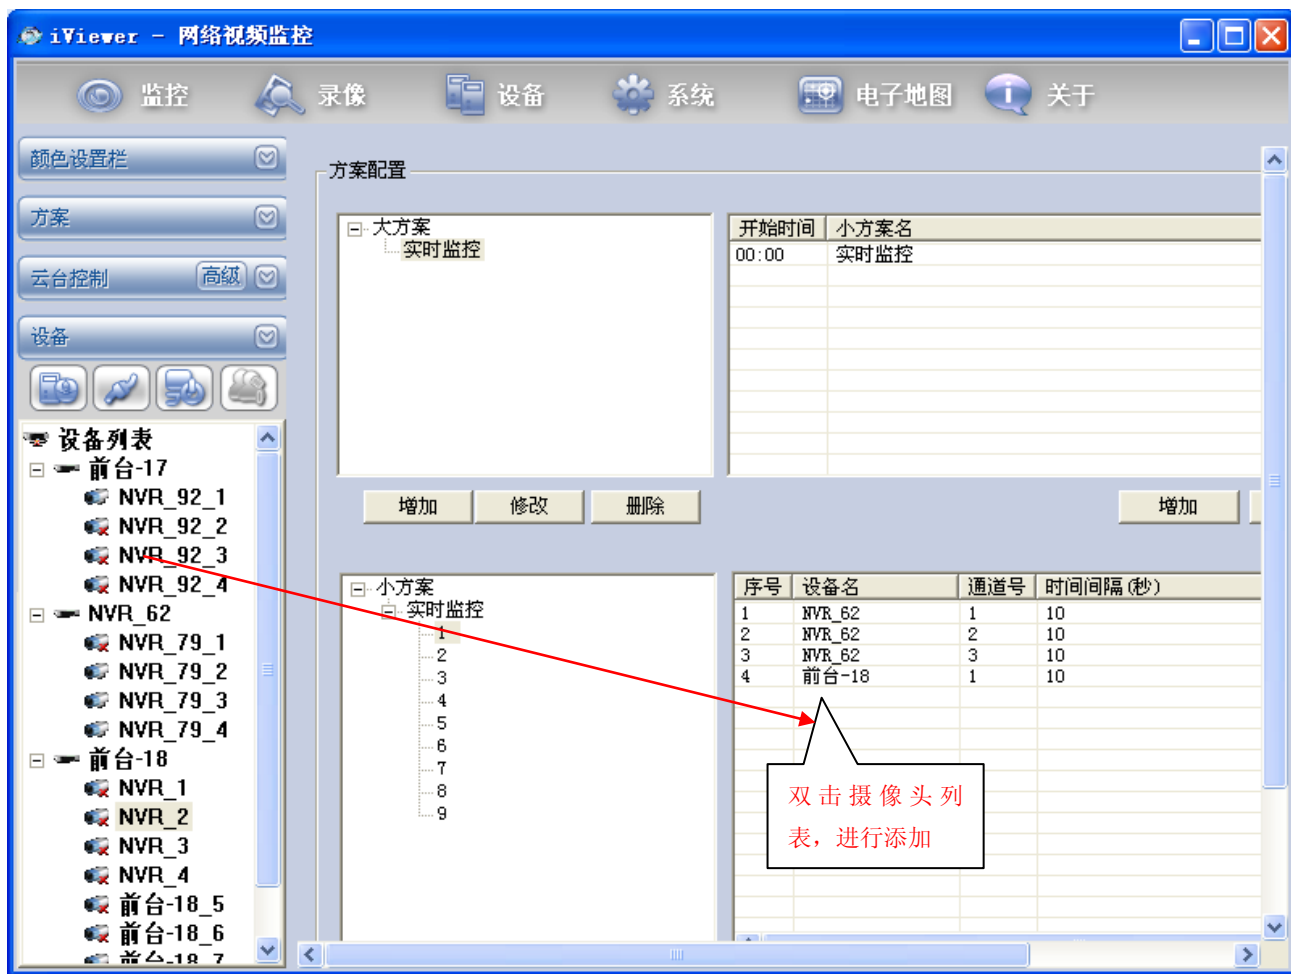 iViewer - 网络视频监控
监控 录像 设备 系统 电子地图 关于
颜色设置栏
方案
云台控制 高级
设备
设备列表
前台-17
NVR_92_1
NVR_92_2
NVR_92_3
NVR_92_4
NVR_62
NVR_79_1
NVR_79_2
NVR_79_3
NVR_79_4
前台-18
NVR_1
NVR_2
NVR_3
NVR_4
前台-18_5
前台-18_6
前台-18_7
方案配置
大方案
实时监控
增加 修改 删除
开始时间 小方案名
00:00 实时监控
增加
小方案
实时监控
1
2
3
4
5
6
7
8
9
序号 设备名 通道号 时间间隔(秒)
1 NVR_62 1 10
2 NVR_62 2 10
3 NVR_62 3 10
4 前台-18 1 10
双击摄像头列
表，进行添加